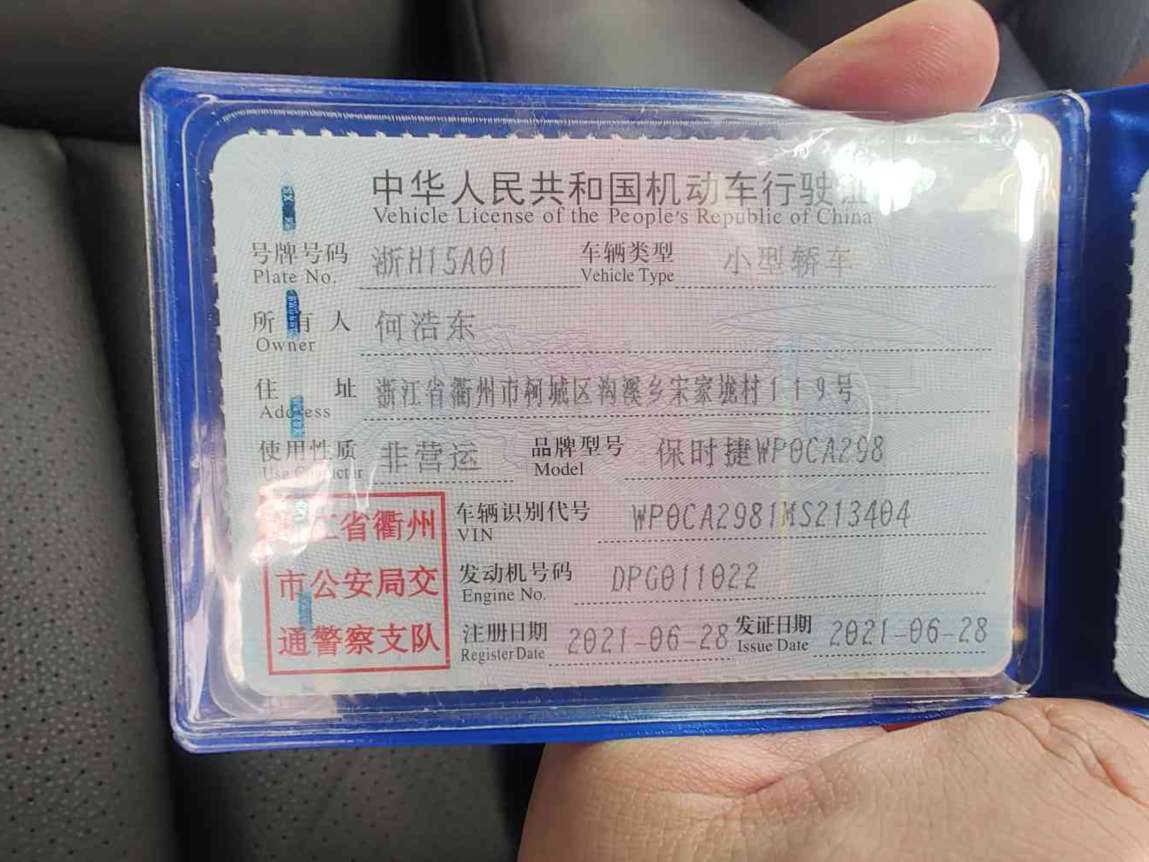 中华人民共和国机动车行驶证
Vehicle License of the People's Republic of China
号牌号码 浙H15A01 车辆类型 小型轿车
Plate No. Vehicle Type
所有人 何浩东
Owner
住址 浙江省衢州市柯城区沟溪乡宋家垅村119号
Address
使用性质 非营运 品牌型号 保时捷WP0CA298
Use Character Model
车辆识别代号 WP0CA2981MS213404
VIN
发动机号码 DPG011022
Engine No.
注册日期 2021-06-28 发证日期 2021-06-28
Register Date Issue Date
浙江省衢州
市公安局交
通警察支队